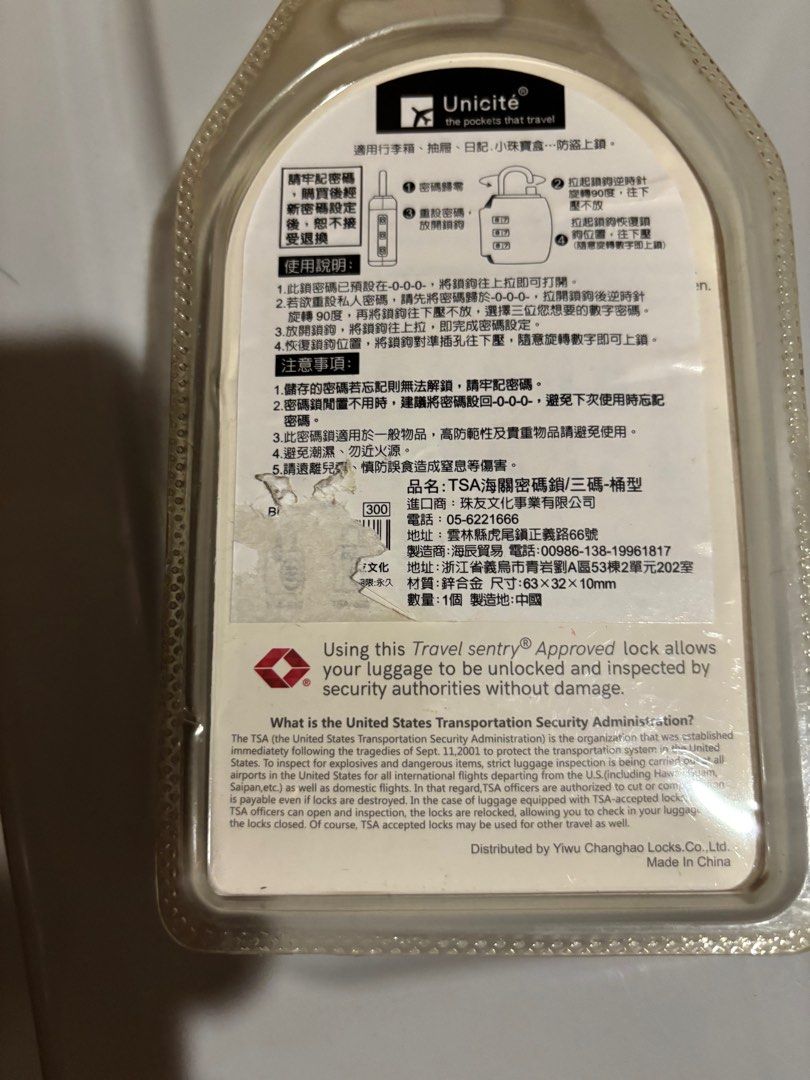 Unicité®
the pockets that travel
適用行李箱、抽屜、日記.小珠寶盒…防盜上鎖。
請牢記密碼
，購買後經
新密碼設定
後，恕不接
受退換
❶ 密碼歸零
❸ 重設密碼，
放開鎖鉤
❷ 拉起鎖鉤逆時針
旋轉90度，往下
壓不放
❹ 拉起鎖鉤恢復鎖
鉤位置，往下壓
(隨意旋轉數字即上鎖)
使用說明:
1.此鎖密碼已預設在-0-0-0-，將鎖鉤往上拉即可打開。
2.若欲重設私人密碼，請先將密碼歸於-0-0-0-，拉開鎖鉤後逆時針
旋轉 90度，再將鎖鉤往下壓不放，選擇三位您想要的數字密碼。
3.放開鎖鉤，將鎖鉤往上拉，即完成密碼設定。
4.恢復鎖鉤位置，將鎖鉤對準插孔往下壓，隨意旋轉數字即可上鎖。
en.
注意事項:
1.儲存的密碼若忘記則無法解鎖，請牢記密碼。
2.密碼鎖閒置不用時，建議將密碼設回-0-0-0-，避免下次使用時忘記
密碼。
3.此密碼鎖適用於一般物品，高防範性及貴重物品請避免使用。
4.避免潮濕、勿近火源。
5.請遠離兒、慎防誤食造成窒息等傷害。
300
文化
限:永久
品名:TSA海關密碼鎖/三碼-桶型
進口商：珠友文化事業有限公司
電話：05-6221666
地址：雲林縣虎尾鎮正義路66號
製造商:海辰貿易 電話:00986-138-19961817
地址:浙江省義烏市青岩劉A區53棟2單元202室
材質:鋅合金 尺寸:63×32×10mm
數量:1個 製造地:中國
Using this Travel sentry® Approved lock allows
your luggage to be unlocked and inspected by
security authorities without damage.
What is the United States Transportation Security Administration?
The TSA (the United States Transportation Security Administration) is the organization that was established
immediately following the tragedies of Sept. 11,2001 to protect the transportation system in the United
States. To inspect for explosives and dangerous items, strict luggage inspection is being carried out at all
airports in the United States for all international flights departing from the U.S.(including Hawaii,Guam,
Saipan,etc.) as well as domestic flights. In that regard,TSA officers are authorized to cut or
is payable even if locks are destroyed. In the case of luggage equipped with TSA-accepted locks
TSA officers can open and inspection, the locks are relocked, allowing you to check in your luggage
the locks closed. Of course, TSA accepted locks may be used for other travel as well.
Distributed by Yiwu Changhao Locks.Co.,Ltd.
Made In China